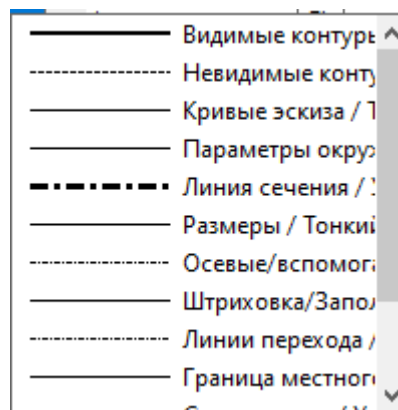 Видимые контуры
Невидимые конту
Кривые эскиза /
Параметры окруж
Линия сечения /
Размеры / Тонкий
Осевые/вспомога
Штриховка/Запол
Линии перехода /
Граница местного